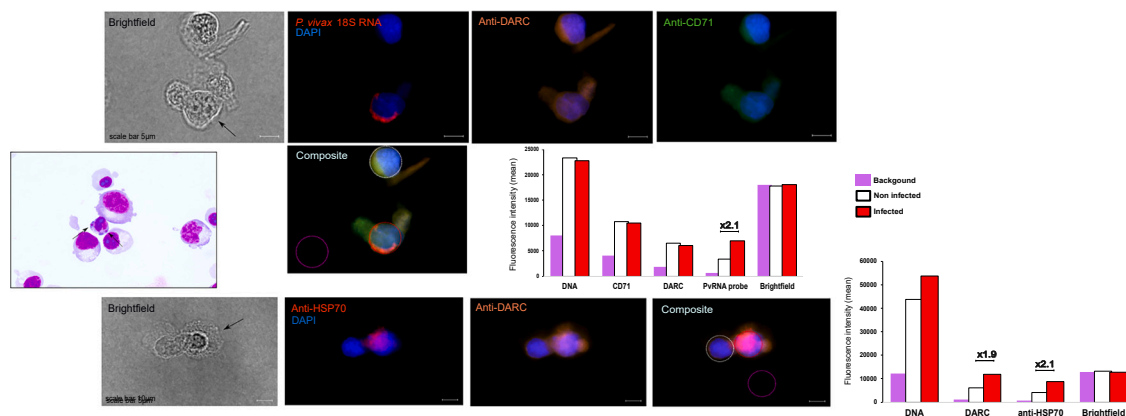 Brightfield
P. vivax 18S RNA
DAPI
Anti-DARC
Anti-CD71
scale bar 5µm
Composite
Fluorescence intensity (mean)
25000
20000
15000
10000
5000
0
x2.1
DNA
CD71
DARC
PvRNA probe
Brightfield
Backgound
Non infected
Infected
Brightfield
Anti-HSP70
DAPI
Anti-DARC
Composite
Fluorescence intensity (mean)
60000
50000
40000
30000
20000
10000
0
x1.9
x2.1
DNA
DARC
anti-HSP70
Brightfield